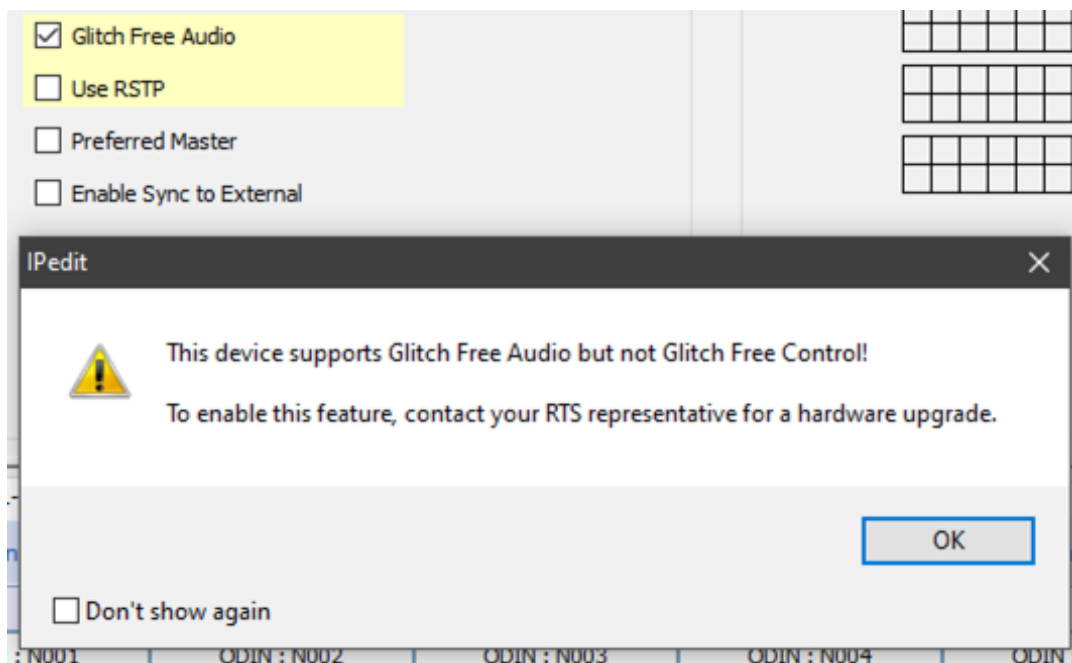 Glitch Free Audio
Use RSTP
Preferred Master
Enable Sync to External
IPedit
This device supports Glitch Free Audio but not Glitch Free Control!
To enable this feature, contact your RTS representative for a hardware upgrade.
OK
Don't show again
: N001 ODIN : N002 ODIN : N003 ODIN : N004 ODIN